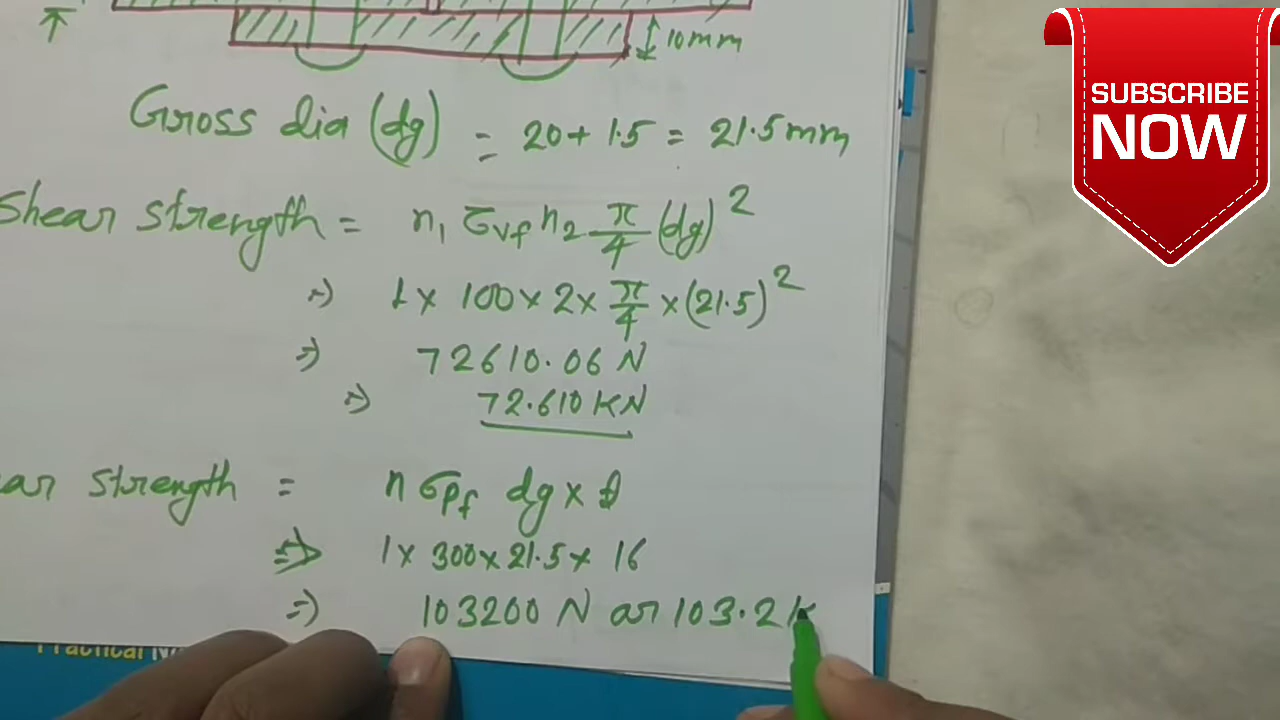 10mm
Gross dia (dg) = 20 + 1.5 = 21.5mm
Shear strength = n₁ σvf n₂ π/4 (dg)²
⇒ 1 × 100 × 2 × π/4 × (21.5)²
⇒ 72610.06 N
⇒ 72.610 KN
ar strength = n σpf dg × t
⇒ 1 × 300 × 21.5 × 16
⇒ 103200 N or 103.2 K
Practical
SUBSCRIBE
NOW